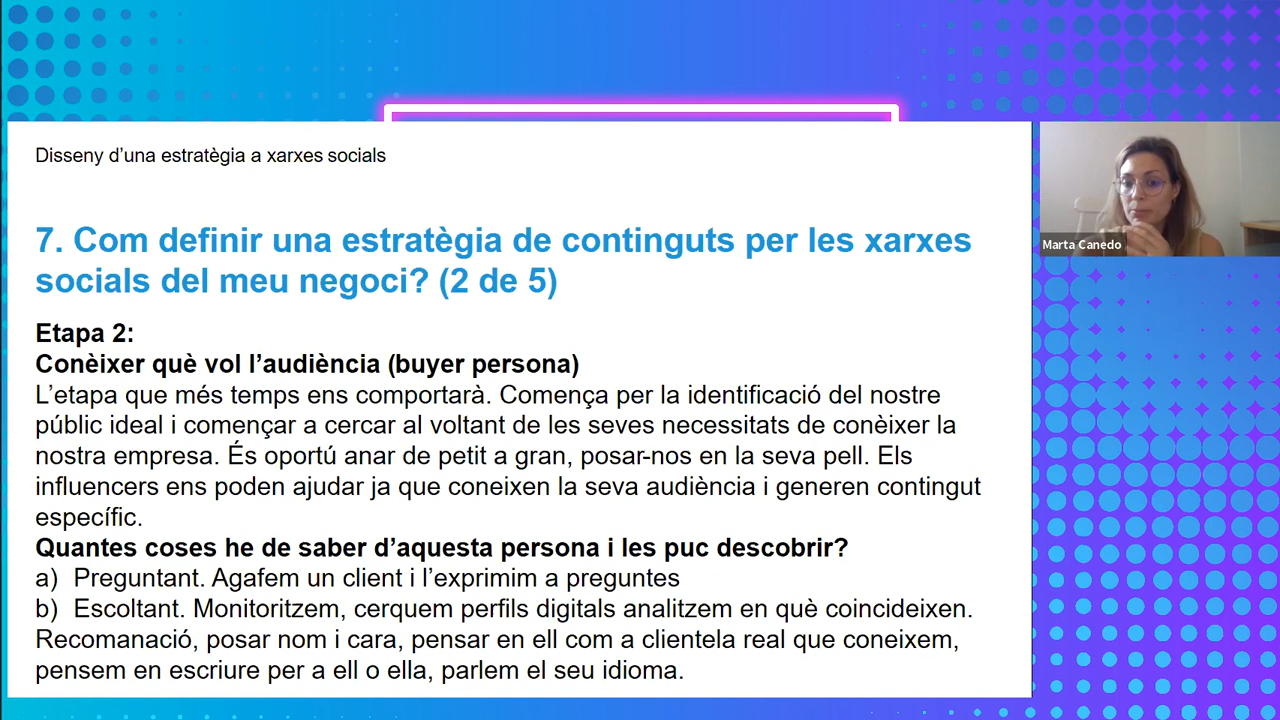 Disseny d’una estratègia a xarxes socials
7. Com definir una estratègia de continguts per les xarxes
socials del meu negoci? (2 de 5)
Etapa 2:
Conèixer què vol l’audiència (buyer persona)
L’etapa que més temps ens comportarà. Comença per la identificació del nostre
públic ideal i començar a cercar al voltant de les seves necessitats de conèixer la
nostra empresa. És oportú anar de petit a gran, posar-nos en la seva pell. Els
influencers ens poden ajudar ja que coneixen la seva audiència i generen contingut
específic.
Quantes coses he de saber d’aquesta persona i les puc descobrir?
a) Preguntant. Agafem un client i l’exprimim a preguntes
b) Escoltant. Monitoritzem, cerquem perfils digitals analitzem en què coincideixen.
Recomanació, posar nom i cara, pensar en ell com a clientela real que coneixem,
pensem en escriure per a ell o ella, parlem el seu idioma.
Marta Canedo